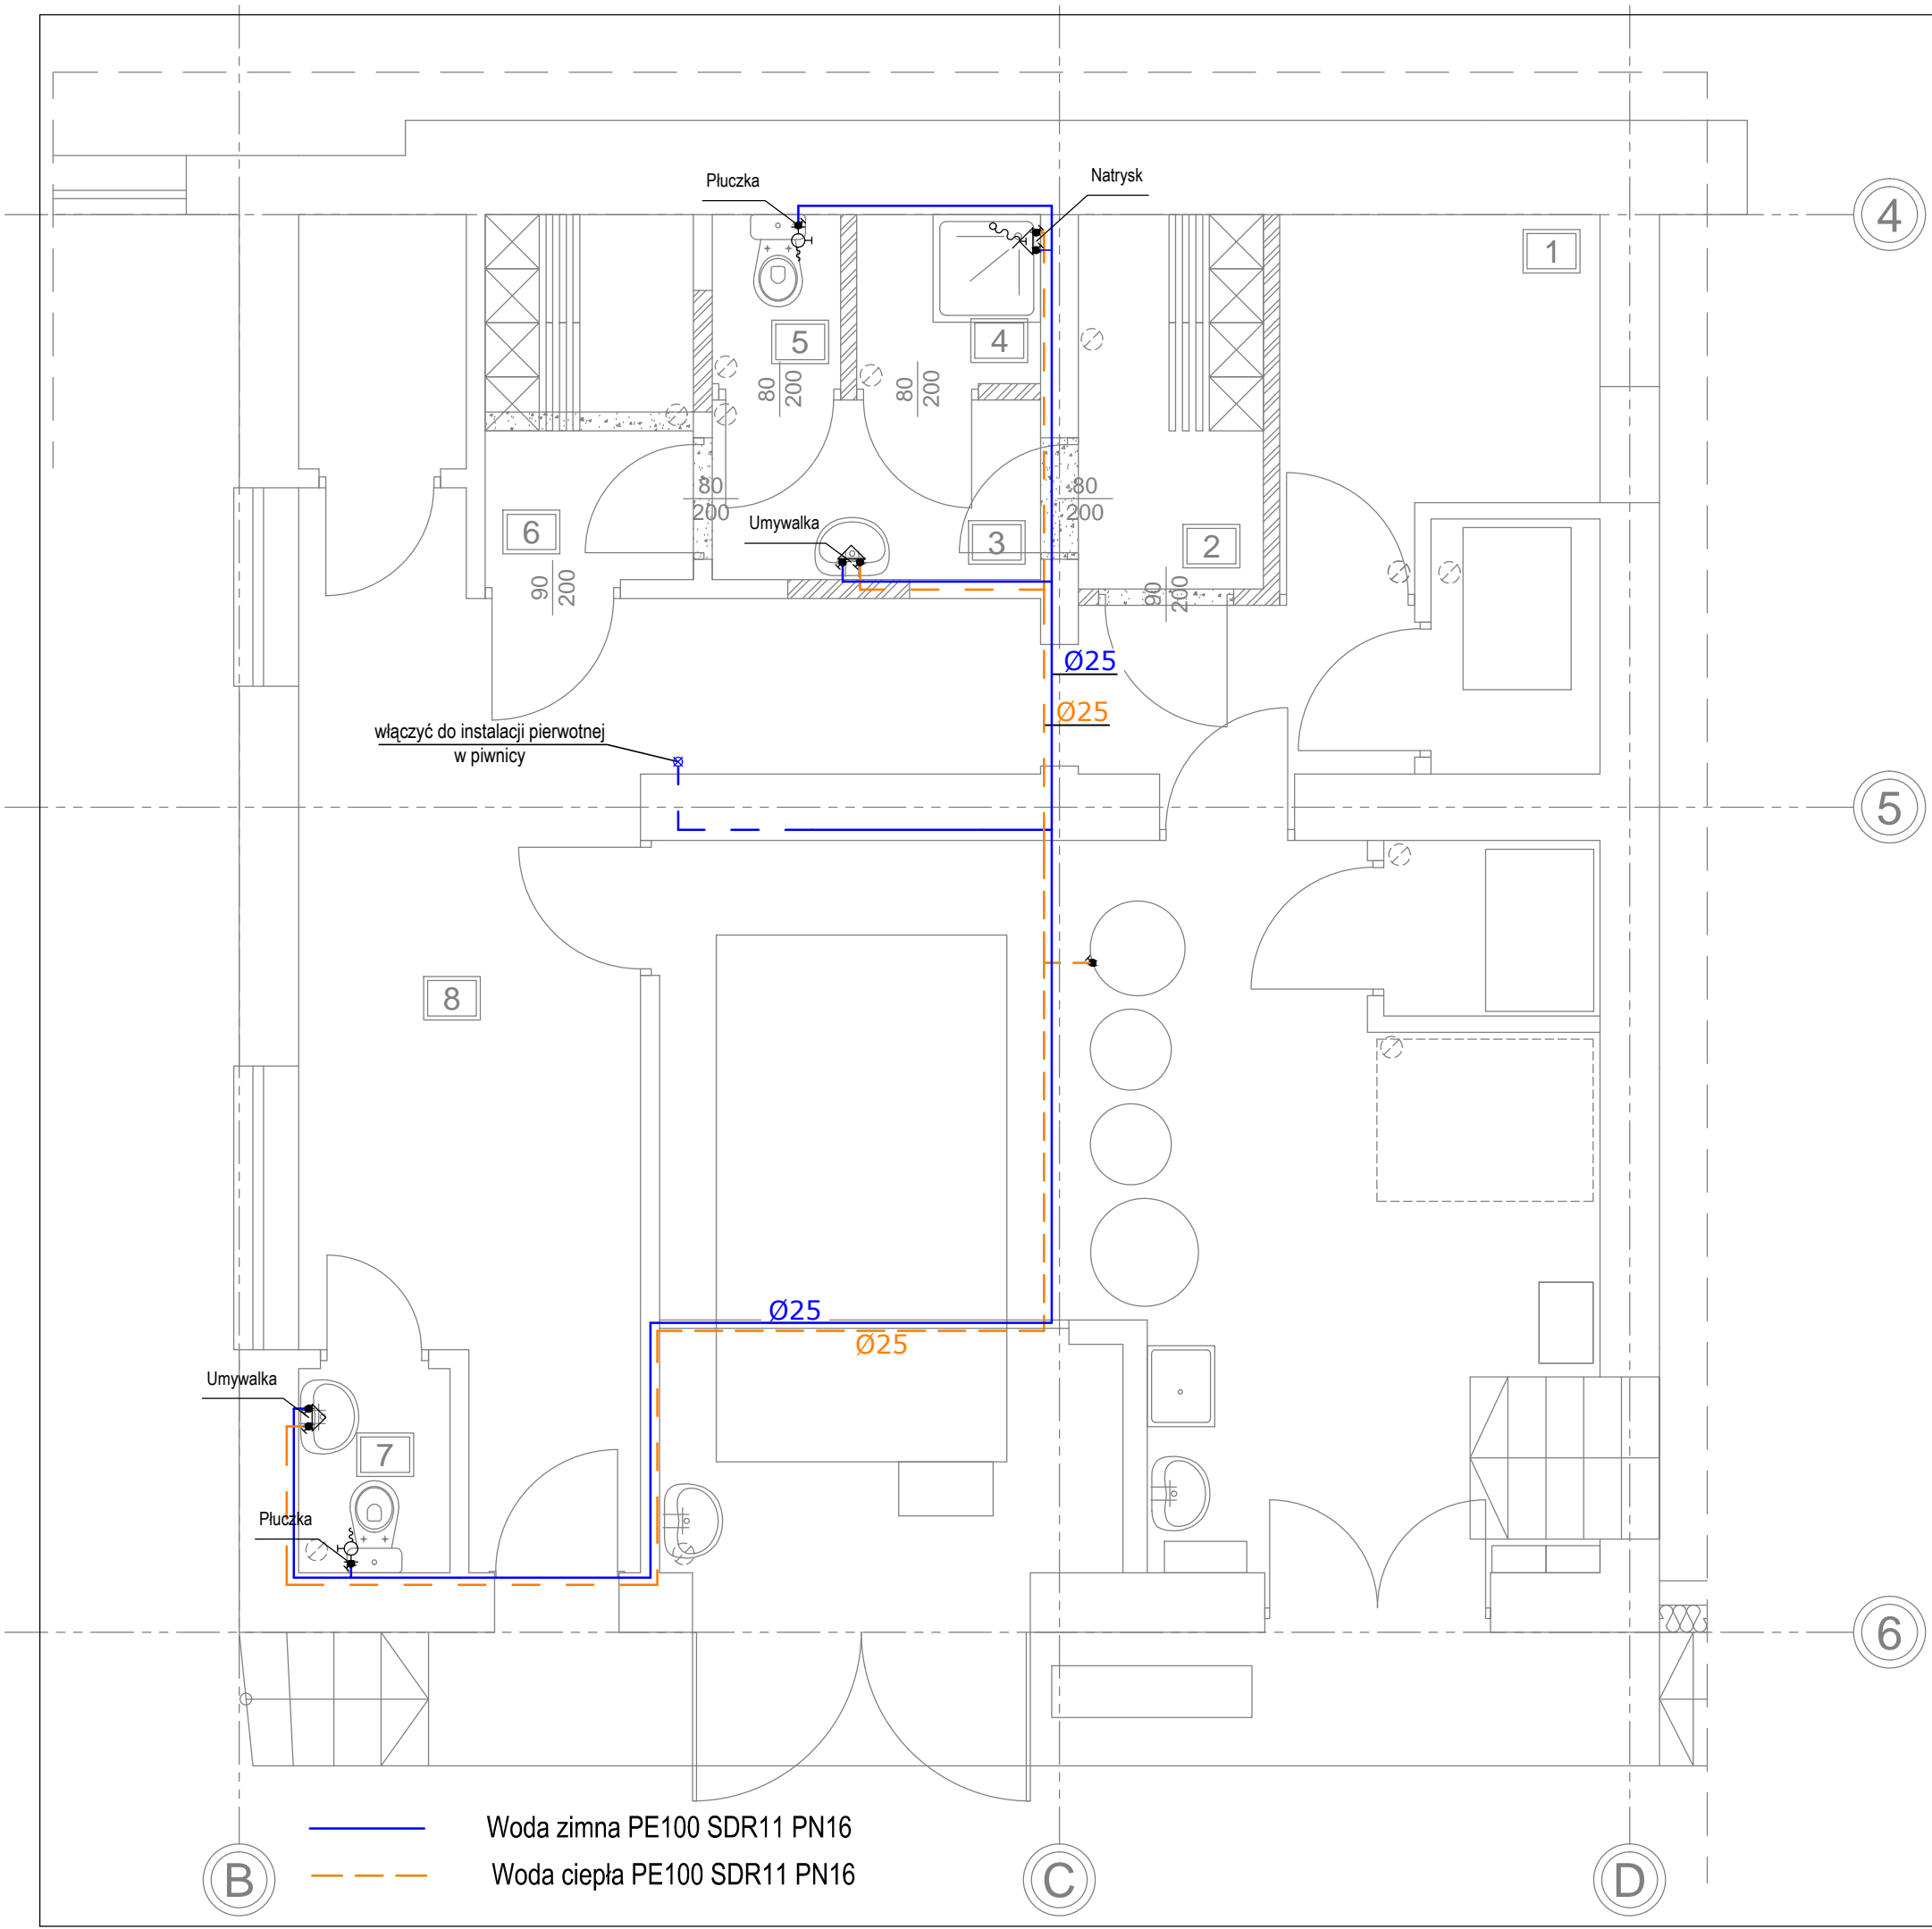 Płuczka
Natrysk
4
1
5
4
80
200
80
200
80
200
80
200
Umywalka
6
3
2
90
200
90
200
Ø25
Ø25
włączyć do instalacji pierwotnej
w piwnicy
5
8
Ø25
Ø25
Umywalka
7
Płuczka
6
Woda zimna PE100 SDR11 PN16
Woda ciepła PE100 SDR11 PN16
B
C
D